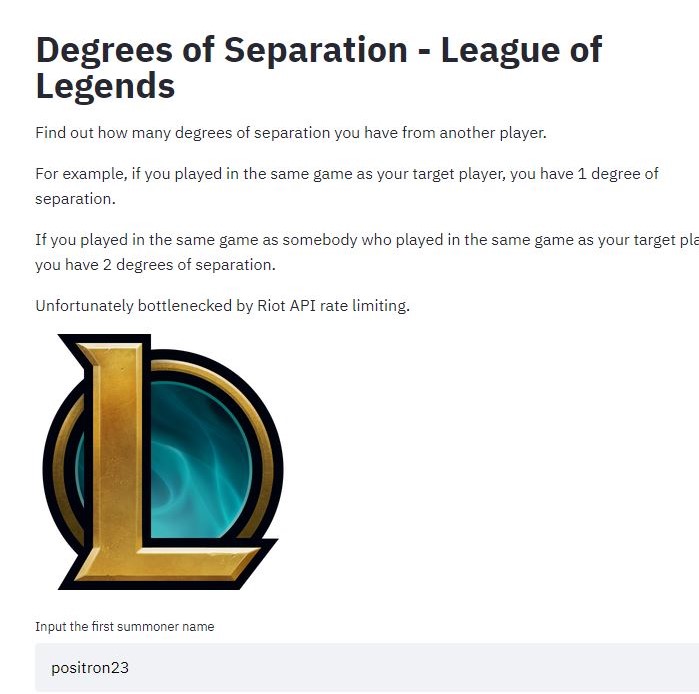 Degrees of Separation - League of
Legends
Find out how many degrees of separation you have from another player.
For example, if you played in the same game as your target player, you have 1 degree of
separation.
If you played in the same game as somebody who played in the same game as your target
you have 2 degrees of separation.
Unfortunately bottlenecked by Riot API rate limiting.
L
Input the first summoner name
positron23